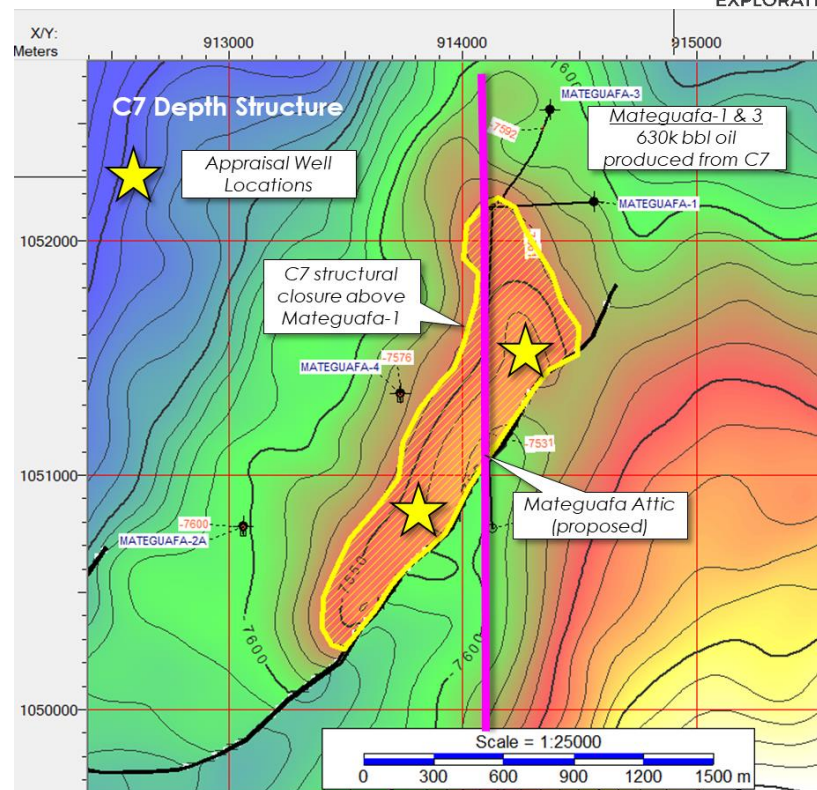 EXPLORATI
X/Y:
Meters
913000
914000
915000
C7 Depth Structure
Appraisal Well
Locations
MATEGUAFA-3
-7592
Mateguafa-1 & 3
630k bbl oil
produced from C7
MATEGUAFA-1
1052000
C7 structural
closure above
Mateguafa-1
-7576
MATEGUAFA-4
-7531
1051000
Mateguafa Attic
(proposed)
-7600
MATEGUAFA-2A
-7550
-7600
7600
1050000
Scale = 1:25000
0 300 600 900 1200 1500 m